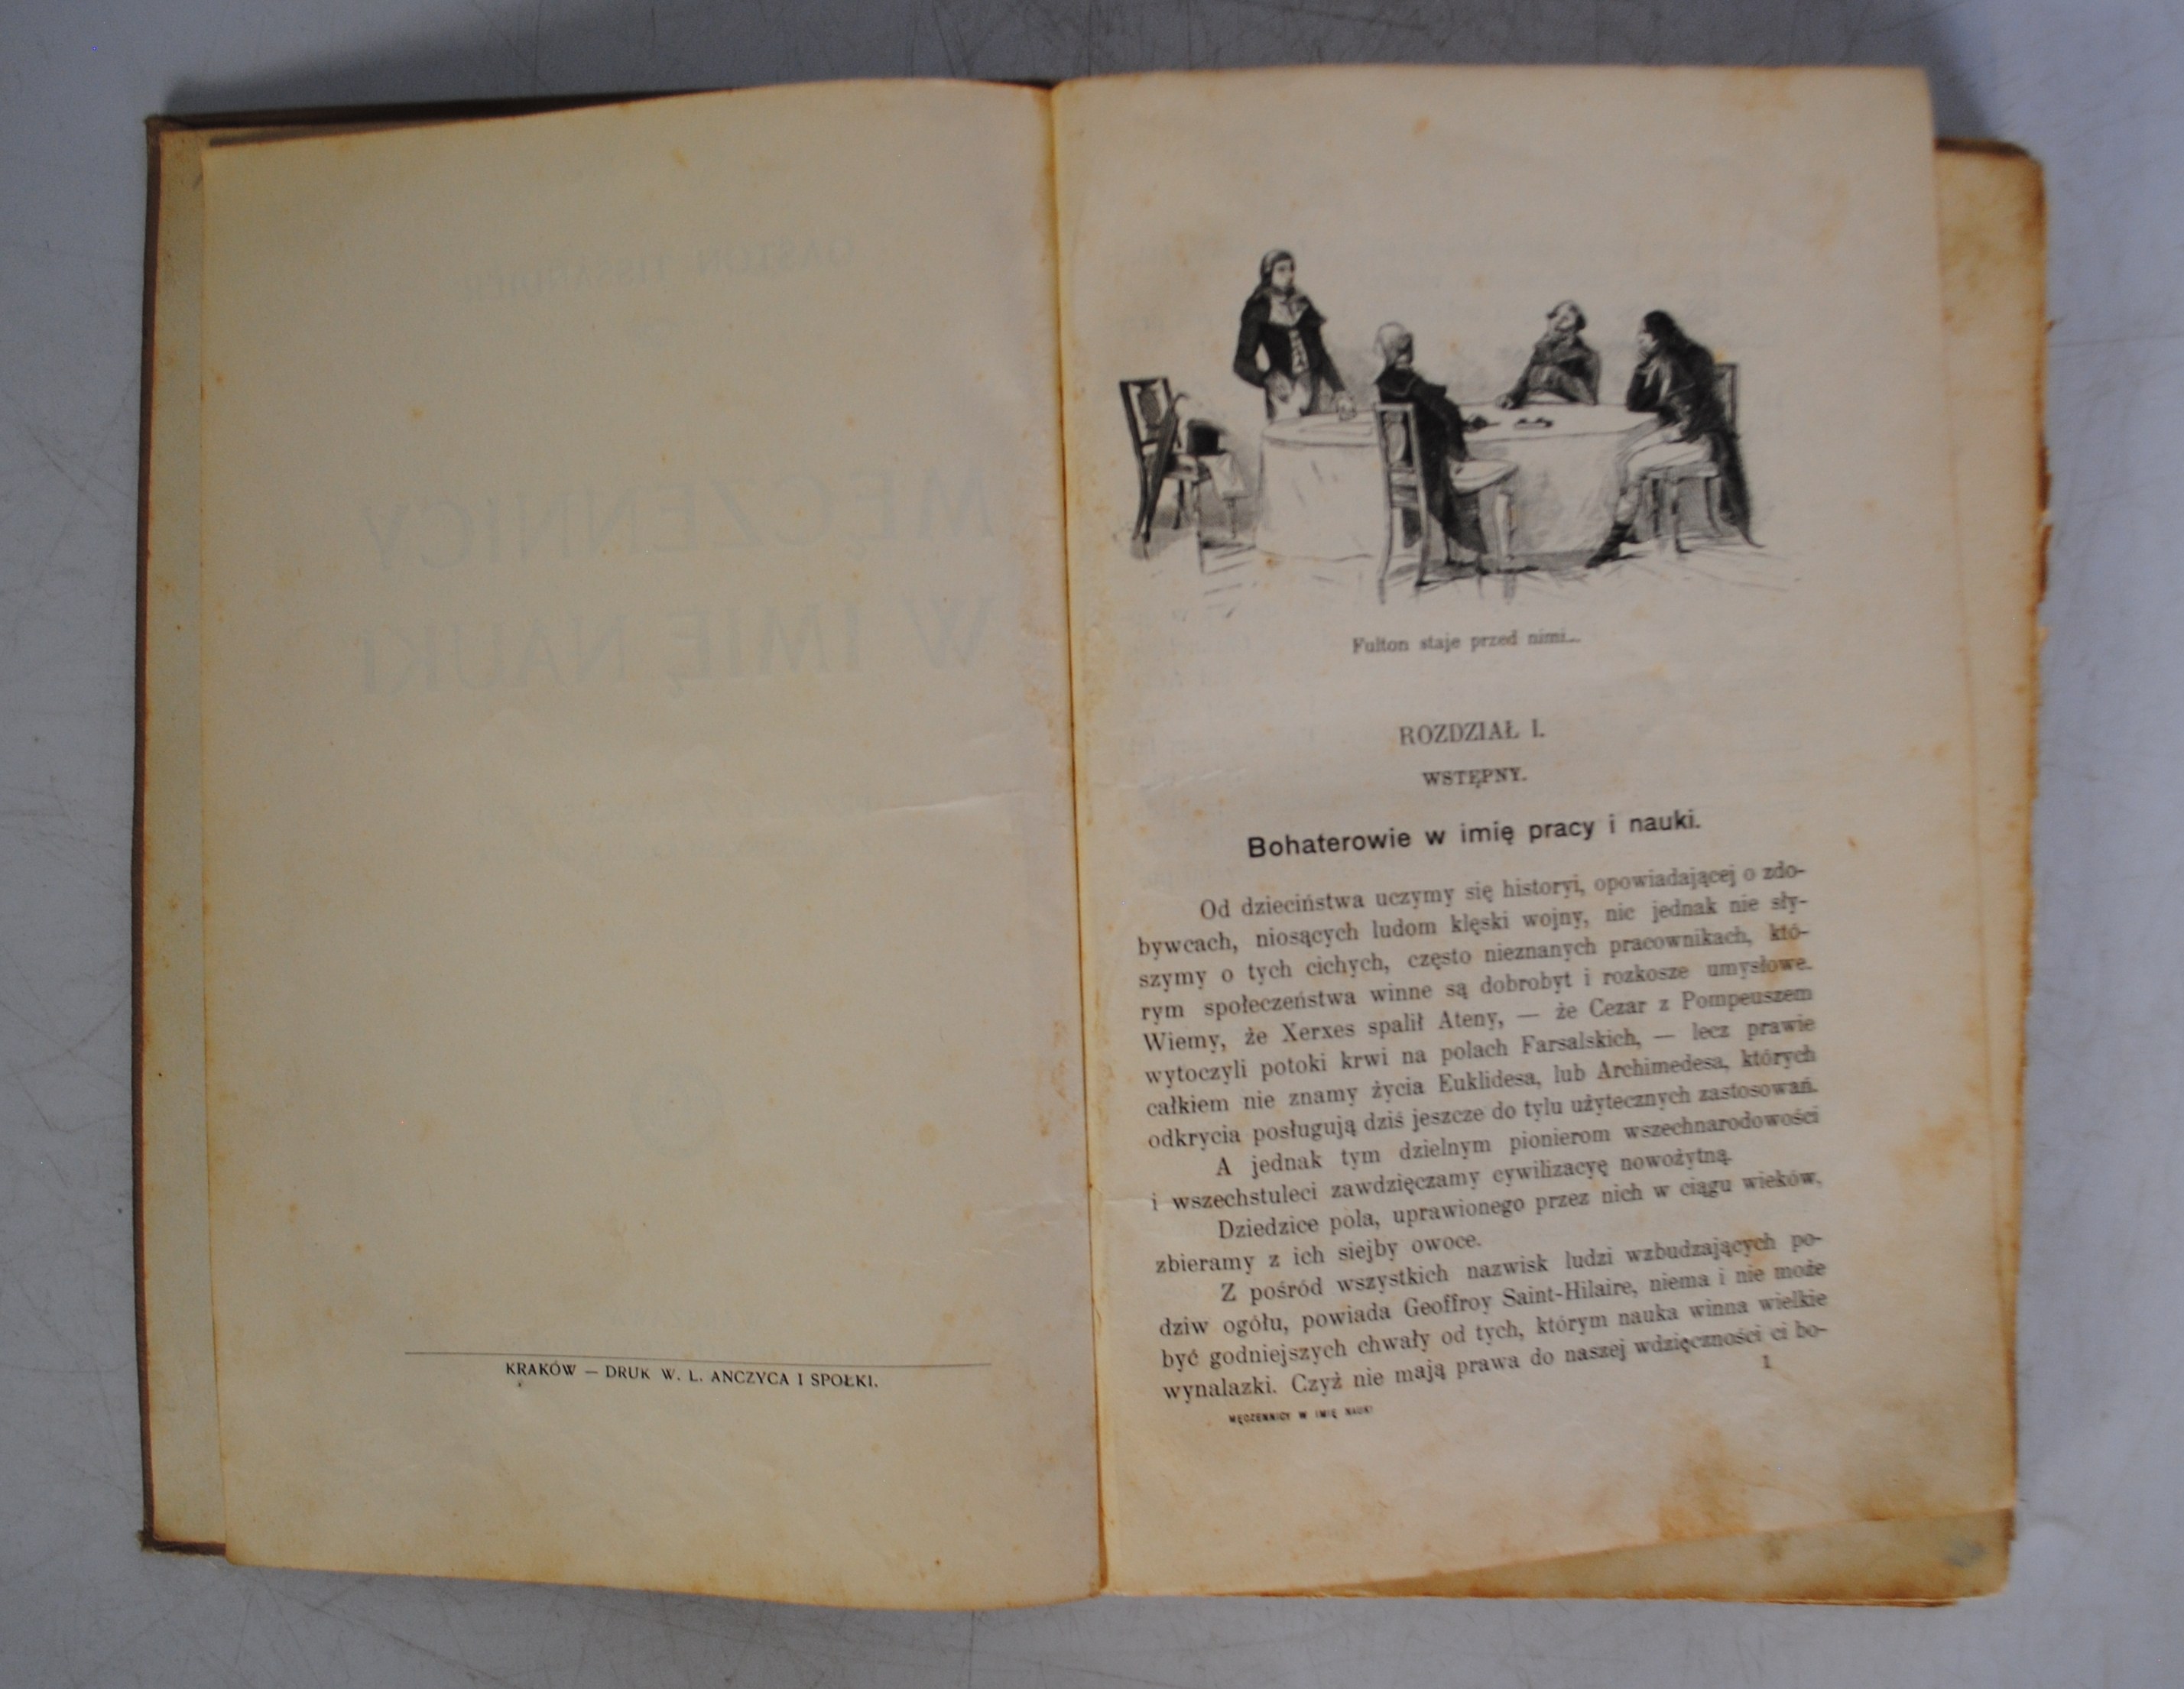 GASTON TISSANDIER
MĘCZENNICY
W IMIĘ NAUKI
KRAKÓW — DRUK W. L. ANCZYCA I SPÓŁKI.
Fulton staje przed nimi...
ROZDZIAŁ I.
WSTĘPNY.
Bohaterowie w imię pracy i nauki.
Od dzieciństwa uczymy się historyi, opowiadającej o zdo-
bywcach, niosących ludom klęski wojny, nic jednak nie sły-
szymy o tych cichych, często nieznanych pracownikach, któ-
rym społeczeństwa winne są dobrobyt i rozkosze umysłowe.
Wiemy, że Xerxes spalił Ateny, — że Cezar z Pompeuszem
wytoczyli potoki krwi na polach Farsalskich, — lecz prawie
całkiem nie znamy życia Euklidesa, lub Archimedesa, których
odkrycia posługują dziś jeszcze do tylu użytecznych zastosowań.
A jednak tym dzielnym pionierom wszechnarodowości
i wszechstuleci zawdzięczamy cywilizacyę nowożytną.
Dziedzice pola, uprawionego przez nich w ciągu wieków,
zbieramy z ich siejby owoce.
Z pośród wszystkich nazwisk ludzi wzbudzających po-
dziw ogółu, powiada Geoffroy Saint-Hilaire, niema i nie może
być godniejszych chwały od tych, którym nauka winna wielkie
wynalazki. Czyż nie mają prawa do naszej wdzięczności ci bo-
MĘCZENNICY W IMIĘ NAUKI
1